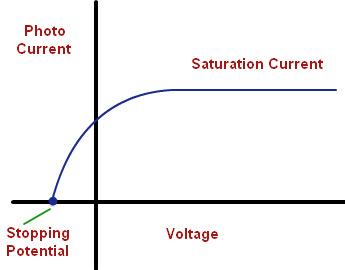 Photo
Current
Saturation Current
Stopping
Potential
Voltage